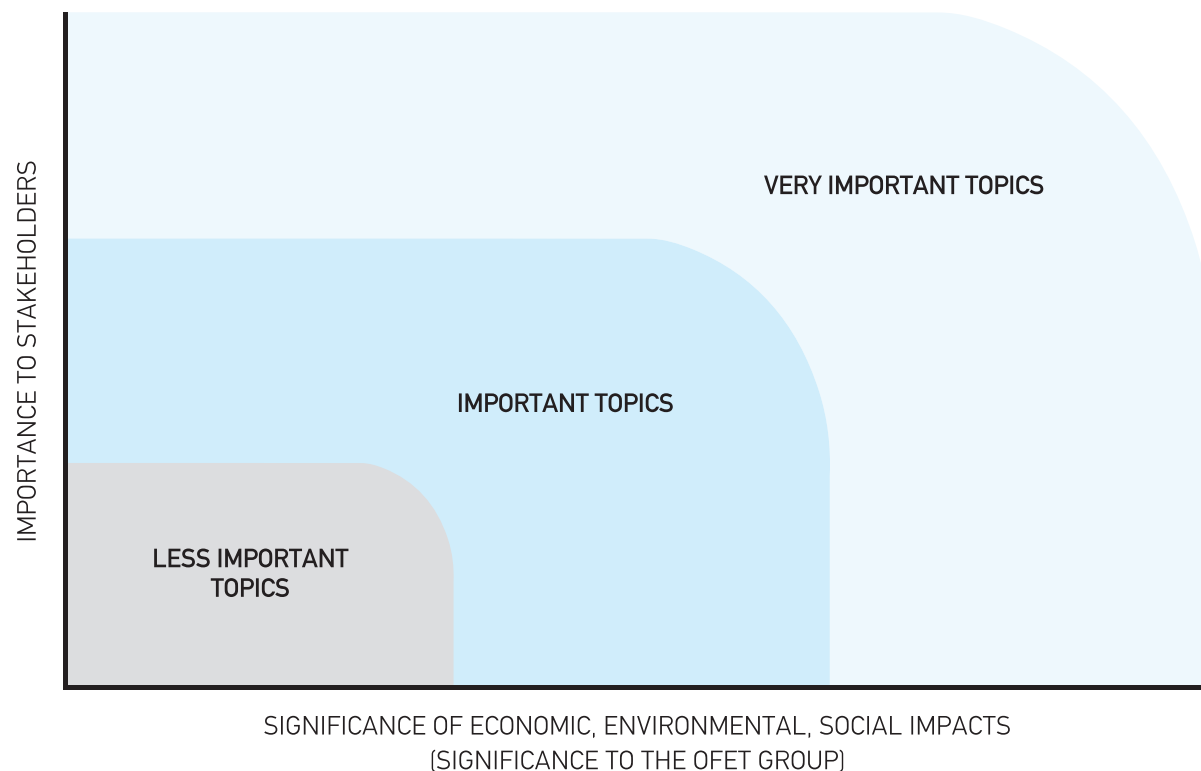 IMPORTANCE TO STAKEHOLDERS
VERY IMPORTANT TOPICS
IMPORTANT TOPICS
LESS IMPORTANT
TOPICS
SIGNIFICANCE OF ECONOMIC, ENVIRONMENTAL, SOCIAL IMPACTS
(SIGNIFICANCE TO THE OFET GROUP)